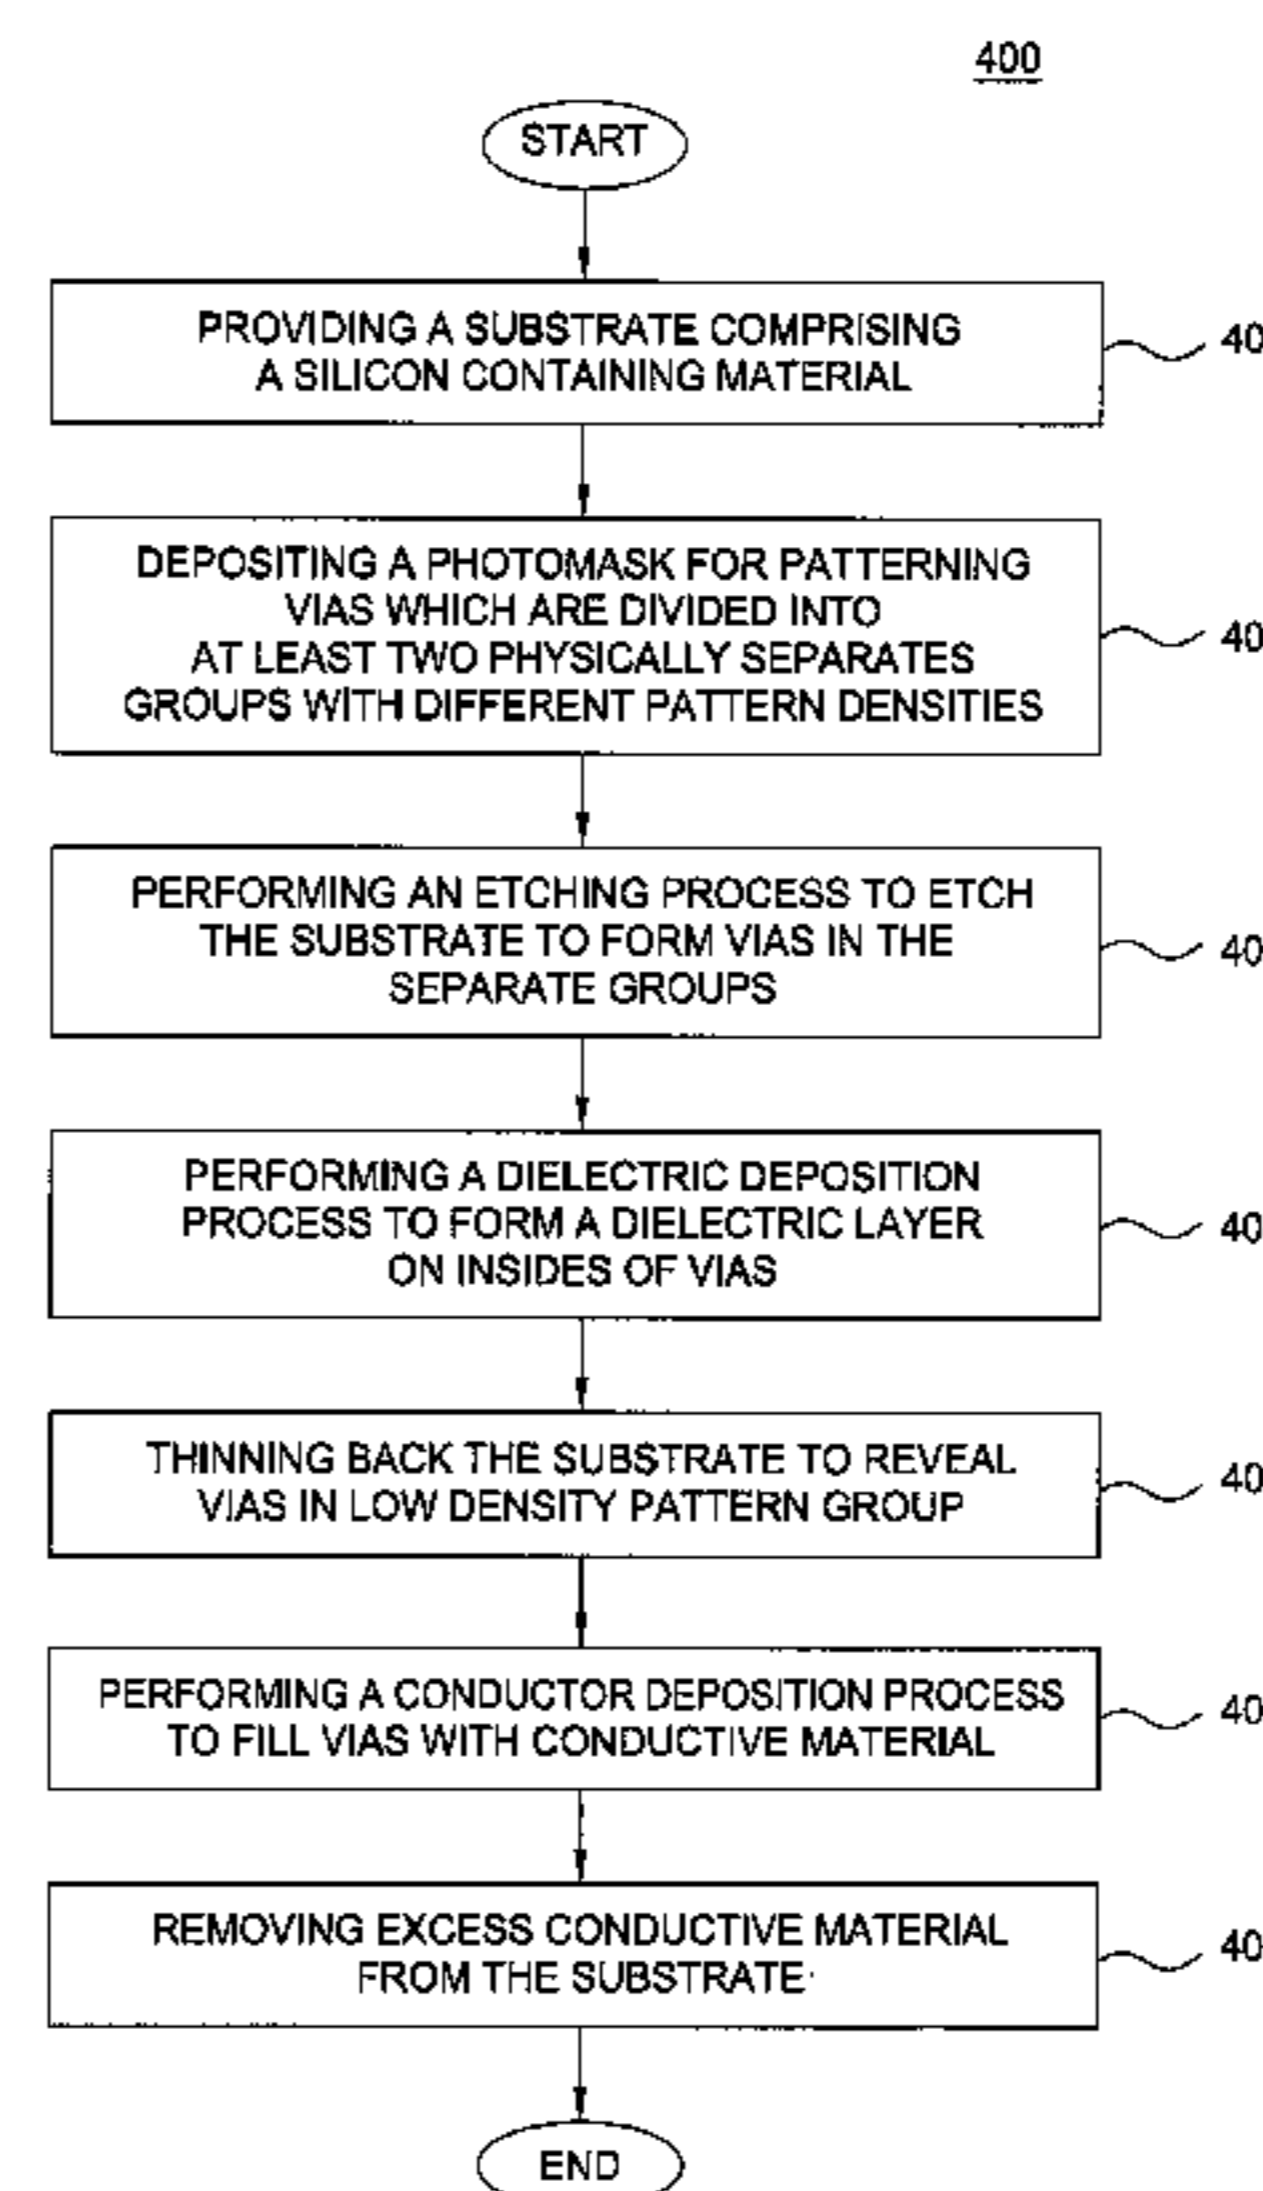 400
START
PROVIDING A SUBSTRATE COMPRISING
A SILICON CONTAINING MATERIAL
40
DEPOSITING A PHOTOMASK FOR PATTERNING
VIAS WHICH ARE DIVIDED INTO
AT LEAST TWO PHYSICALLY SEPARATES
GROUPS WITH DIFFERENT PATTERN DENSITIES
40
PERFORMING AN ETCHING PROCESS TO ETCH
THE SUBSTRATE TO FORM VIAS IN THE
SEPARATE GROUPS
40
PERFORMING A DIELECTRIC DEPOSITION
PROCESS TO FORM A DIELECTRIC LAYER
ON INSIDES OF VIAS
40
THINNING BACK THE SUBSTRATE TO REVEAL
VIAS IN LOW DENSITY PATTERN GROUP
40
PERFORMING A CONDUCTOR DEPOSITION PROCESS
TO FILL VIAS WITH CONDUCTIVE MATERIAL
40
REMOVING EXCESS CONDUCTIVE MATERIAL
FROM THE SUBSTRATE
40
END